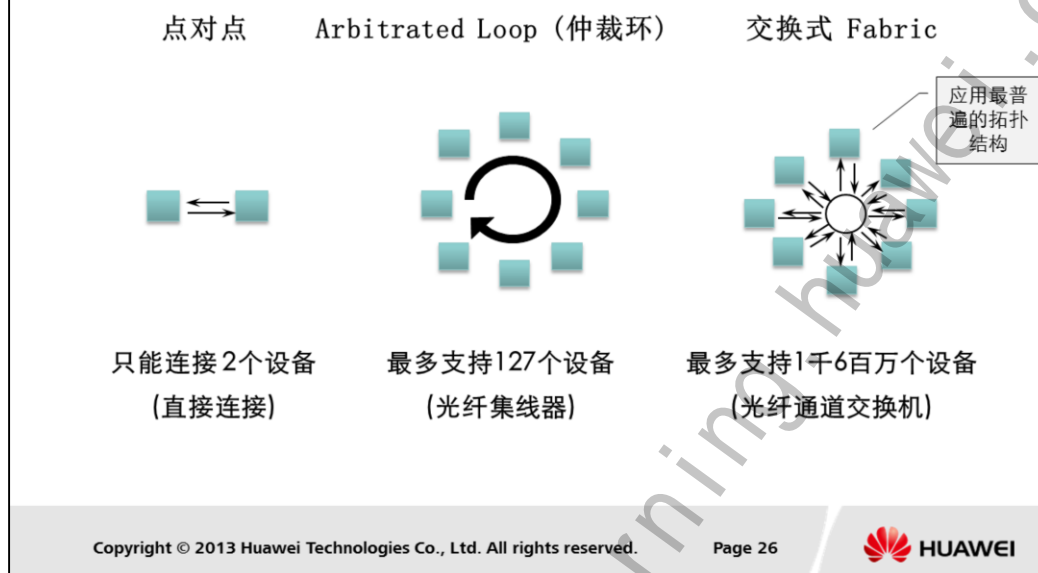 点对点
Arbitrated Loop (仲裁环)
交换式 Fabric
应用最普
遍的拓扑
结构
只能连接2个设备
(直接连接)
最多支持127个设备
(光纤集线器)
最多支持1千6百万个设备
(光纤通道交换机)
rning.huawei.c
Copyright © 2013 Huawei Technologies Co., Ltd. All rights reserved.
Page 26
HUAWEI